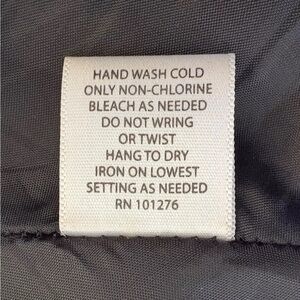 HAND WASH COLD
ONLY NON-CHLORINE
BLEACH AS NEEDED
DO NOT WRING
OR TWIST
HANG TO DRY
IRON ON LOWEST
SETTING AS NEEDED
RN 101276